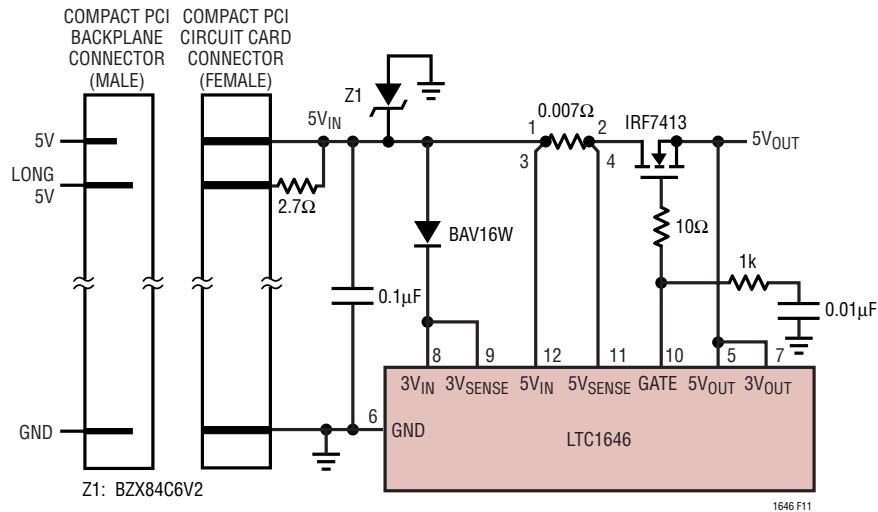 COMPACT PCI
BACKPLANE
CONNECTOR
(MALE)
COMPACT PCI
CIRCUIT CARD
CONNECTOR
(FEMALE)
5V
LONG
5V
GND
5VIN
2.7Ω
Z1
0.1µF
BAV16W
0.007Ω
1
2
3
4
IRF7413
5VOUT
10Ω
1k
0.01µF
8
9
12
11
10
5
7
3VIN
3VSENSE
5VIN
5VSENSE
GATE
5VOUT
3VOUT
6
GND
LTC1646
Z1: BZX84C6V2
1646 F11